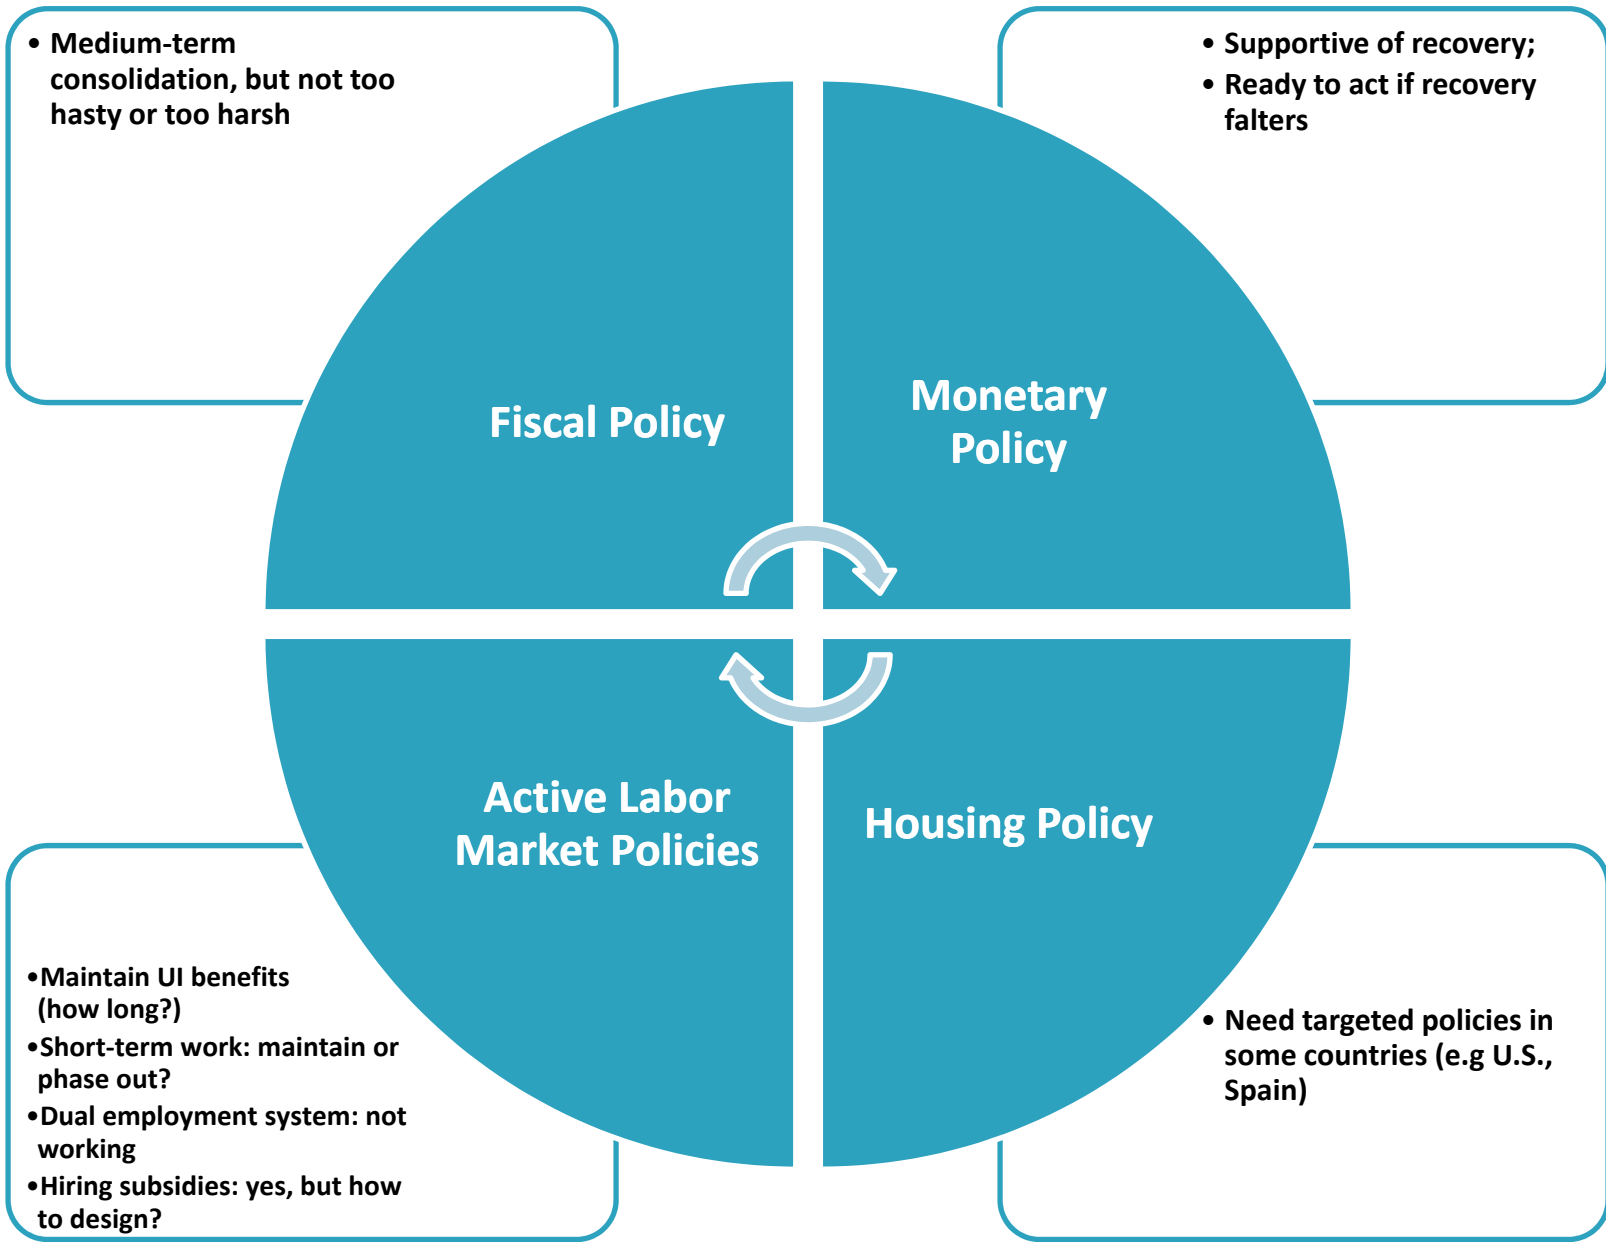 • Medium-term
consolidation, but not too
hasty or too harsh
• Supportive of recovery;
• Ready to act if recovery
falters
Fiscal Policy
Monetary
Policy
Active Labor
Market Policies
Housing Policy
•Maintain UI benefits
(how long?)
•Short-term work: maintain or
phase out?
•Dual employment system: not
working
•Hiring subsidies: yes, but how
to design?
• Need targeted policies in
some countries (e.g U.S.,
Spain)